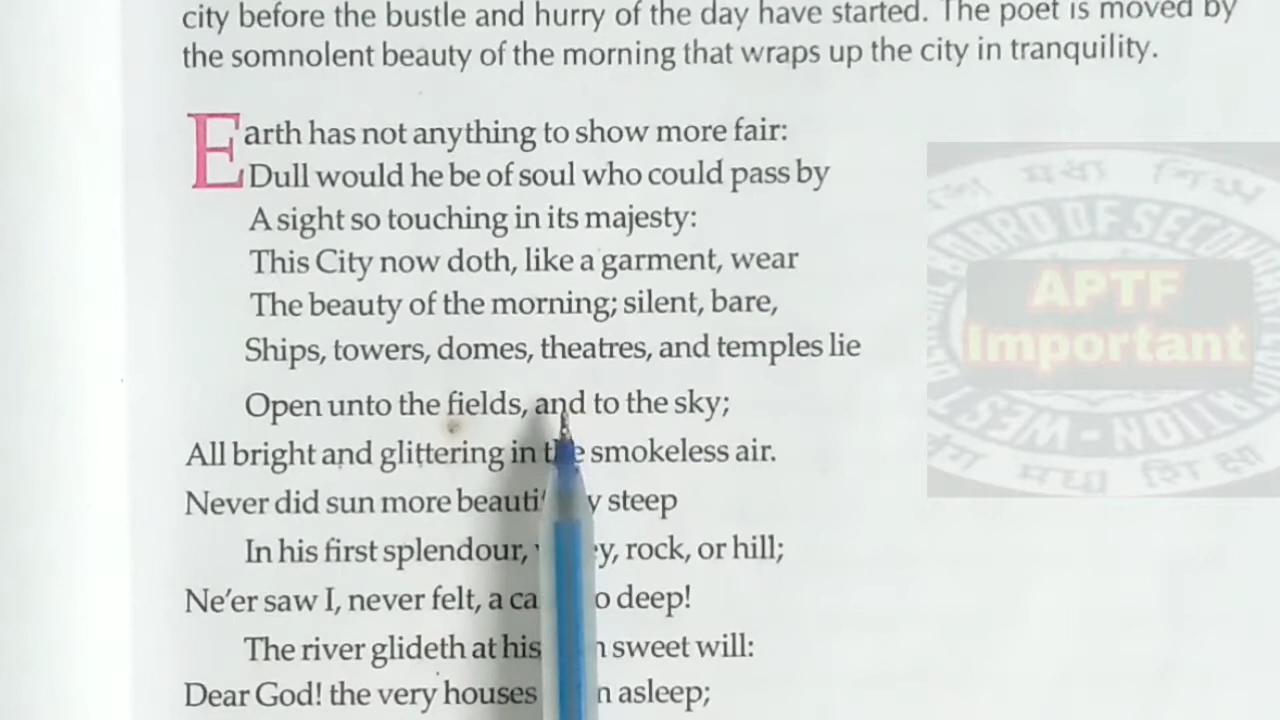 city before the bustle and hurry of the day have started. The poet is moved by
the somnolent beauty of the morning that wraps up the city in tranquility.
Earth has not anything to show more fair:
Dull would he be of soul who could pass by
A sight so touching in its majesty:
This City now doth, like a garment, wear
The beauty of the morning; silent, bare,
Ships, towers, domes, theatres, and temples lie
Open unto the fields, and to the sky;
All bright and glittering in the smokeless air.
Never did sun more steep
In his first splendour, rock, or hill;
Ne'er saw I, never felt, a deep!
The river glideth at his sweet will:
Dear God! the very houses asleep;
APTF
Important